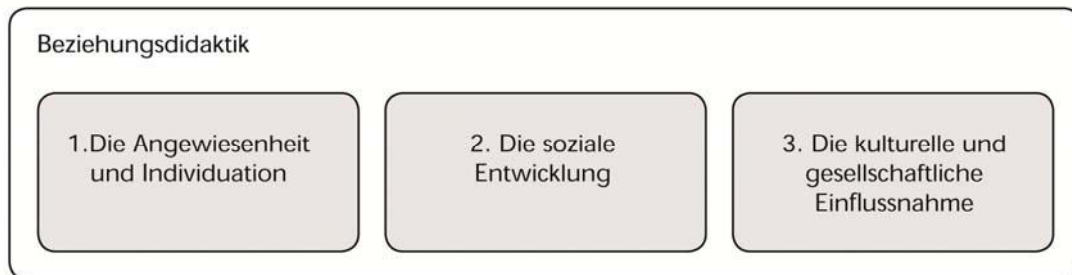 Beziehungsdidaktik
1.Die Angewiesenheit
und Individuation
2. Die soziale
Entwicklung
3. Die kulturelle und
gesellschaftliche
Einflussnahme